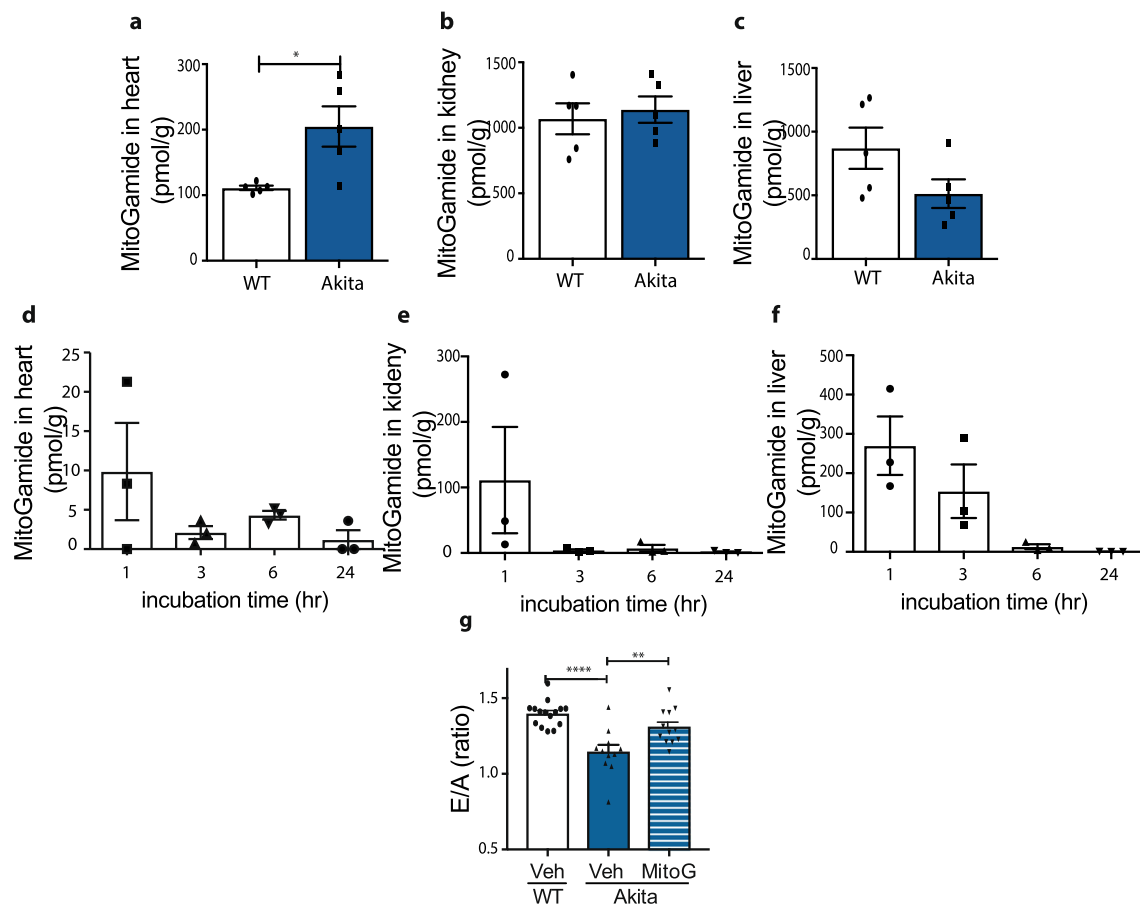 a
MitoGamide in heart
(pmol/g)
300
200
100
0
*
WT
Akita
b
MitoGamide in kidney
(pmol/g)
1500
1000
500
0
WT
Akita
c
MitoGamide in liver
(pmol/g)
1500
1000
500
0
WT
Akita
d
MitoGamide in heart
(pmol/g)
25
20
15
10
5
0
1 3 6 24
incubation time (hr)
e
MitoGamide in kideny
(pmol/g)
300
200
100
0
1 3 6 24
incubation time (hr)
f
MitoGamide in liver
(pmol/g)
500
400
300
200
100
0
1 3 6 24
incubation time (hr)
g
E/A (ratio)
1.5
1.0
0.5
****
**
Veh Veh MitoG
WT Akita